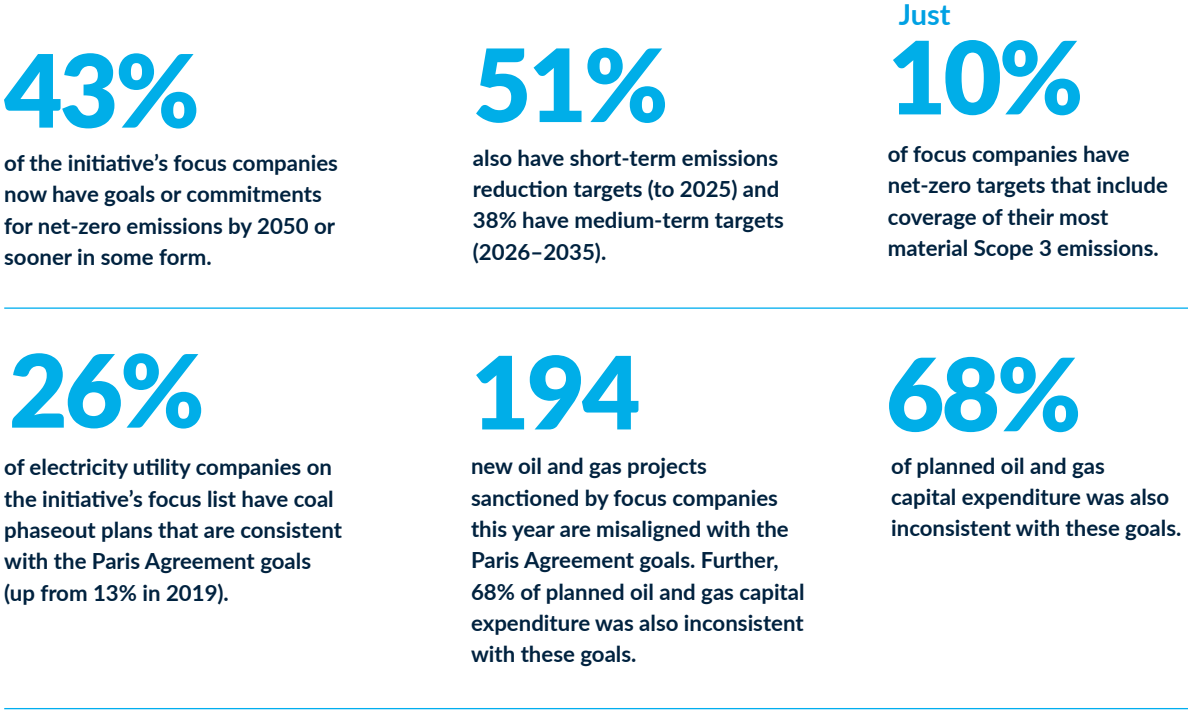 43%
of the initiative's focus companies
now have goals or commitments
for net-zero emissions by 2050 or
sooner in some form.
51%
also have short-term emissions
reduction targets (to 2025) and
38% have medium-term targets
(2026–2035).
Just
10%
of focus companies have
net-zero targets that include
coverage of their most
material Scope 3 emissions.
26%
of electricity utility companies on
the initiative's focus list have coal
phaseout plans that are consistent
with the Paris Agreement goals
(up from 13% in 2019).
194
new oil and gas projects
sanctioned by focus companies
this year are misaligned with the
Paris Agreement goals. Further,
68% of planned oil and gas capital
expenditure was also inconsistent
with these goals.
68%
of planned oil and gas
capital expenditure was also
inconsistent with these goals.